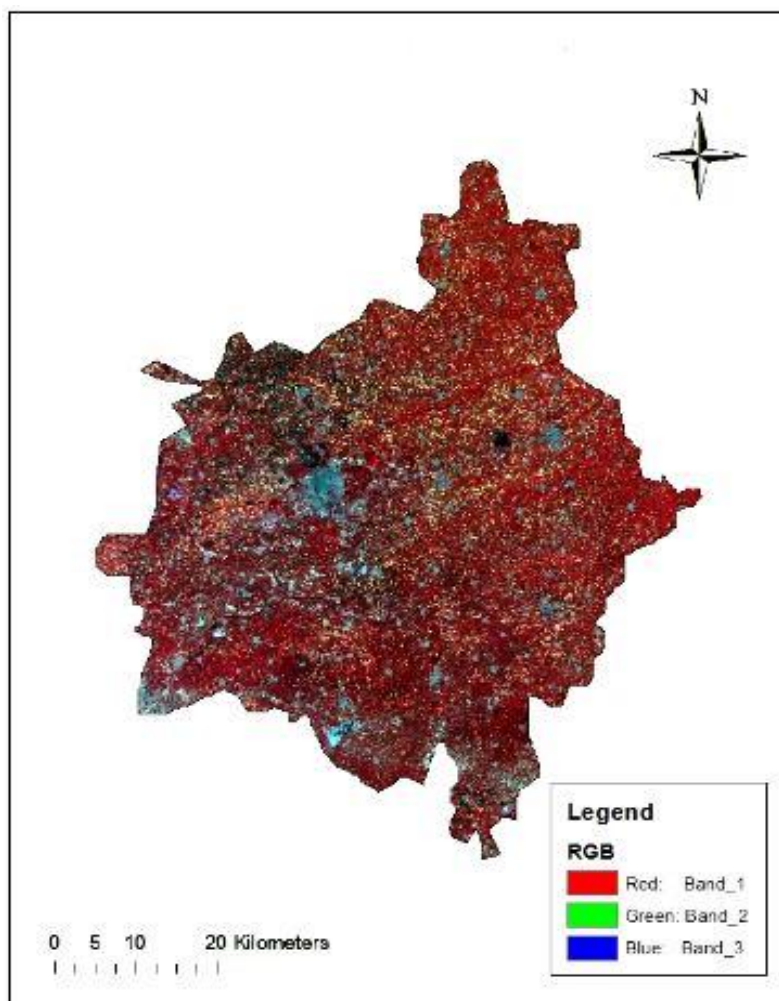 N
Legend
RGB
Red: Band_1
Green: Band_2
Blue: Band_3
0 5 10 20 Kilometers